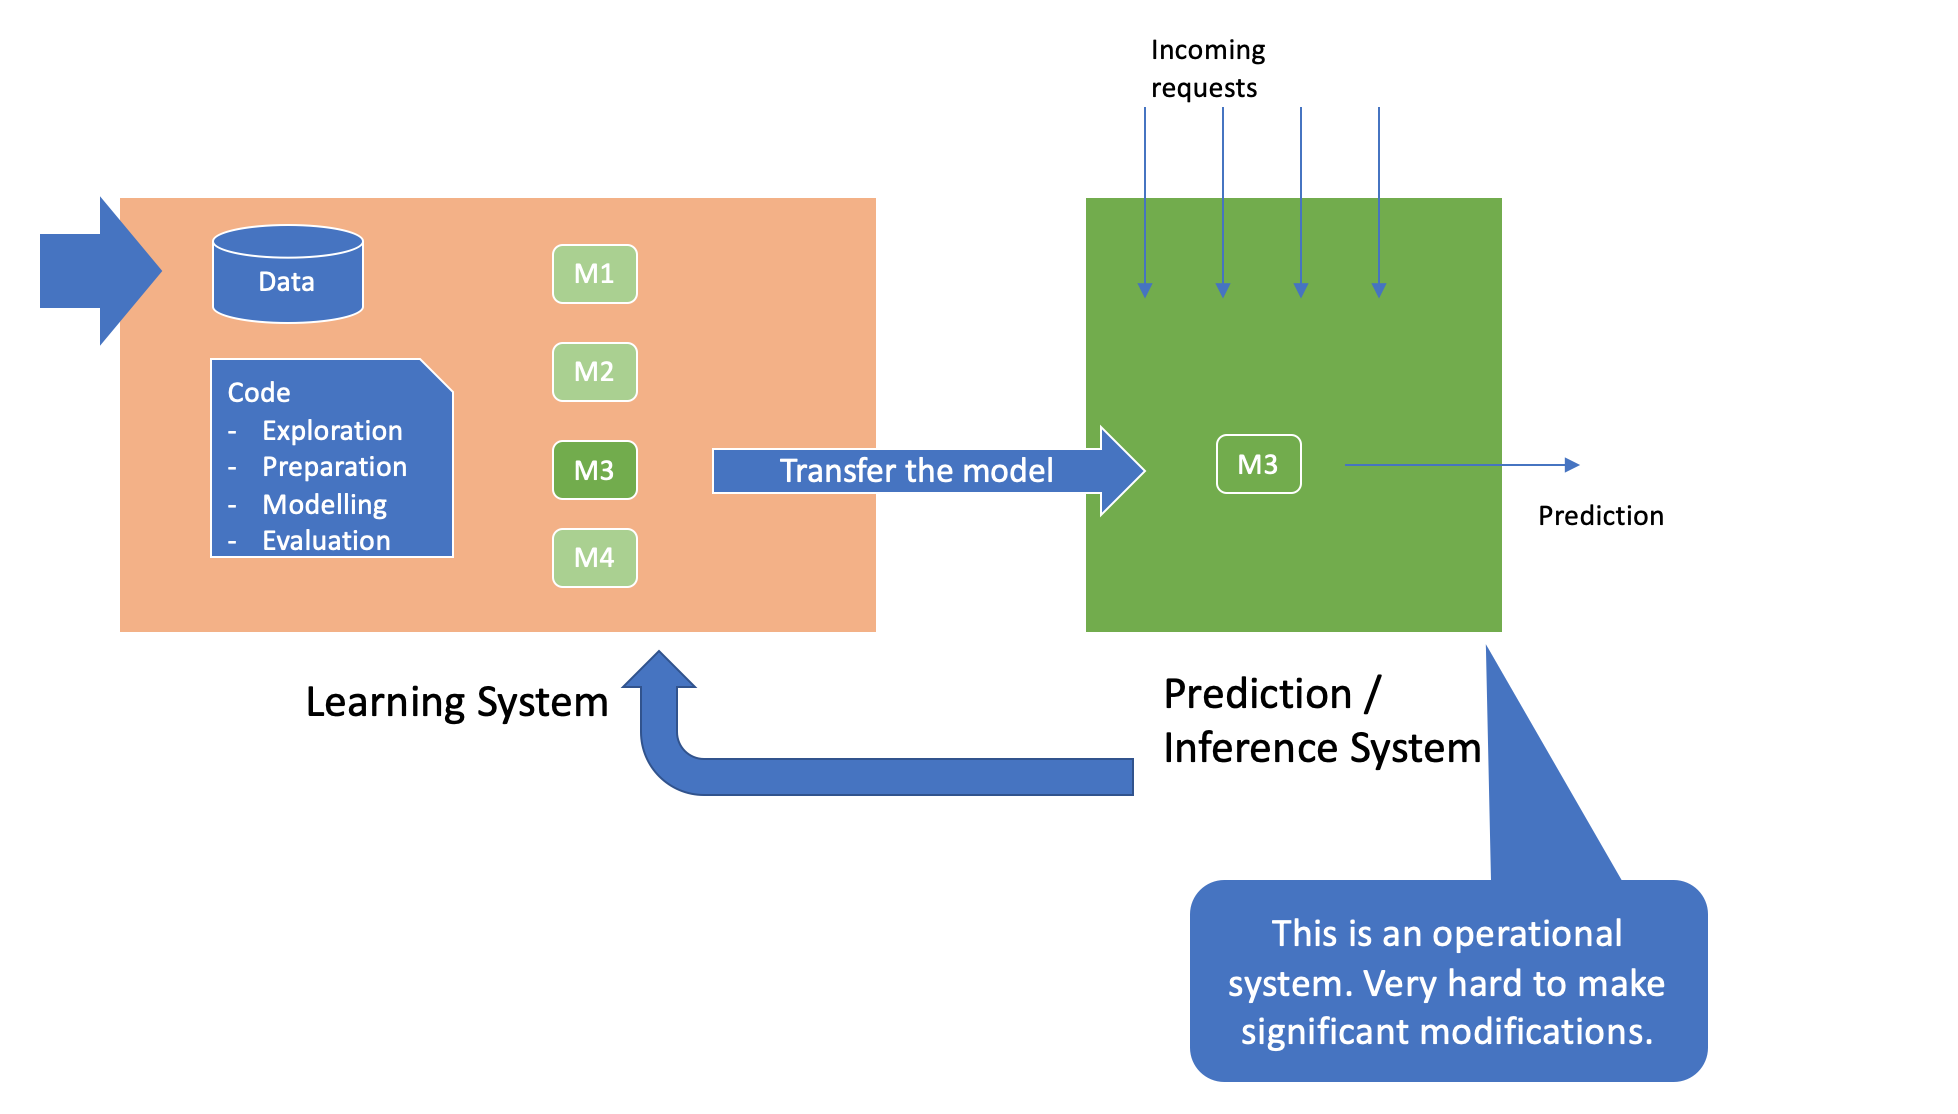 Incoming
requests
Data
Code
- Exploration
- Preparation
- Modelling
- Evaluation
M1
M2
M3
M4
Transfer the model
M3
Prediction
Learning System
Prediction /
Inference System
This is an operational
system. Very hard to make
significant modifications.